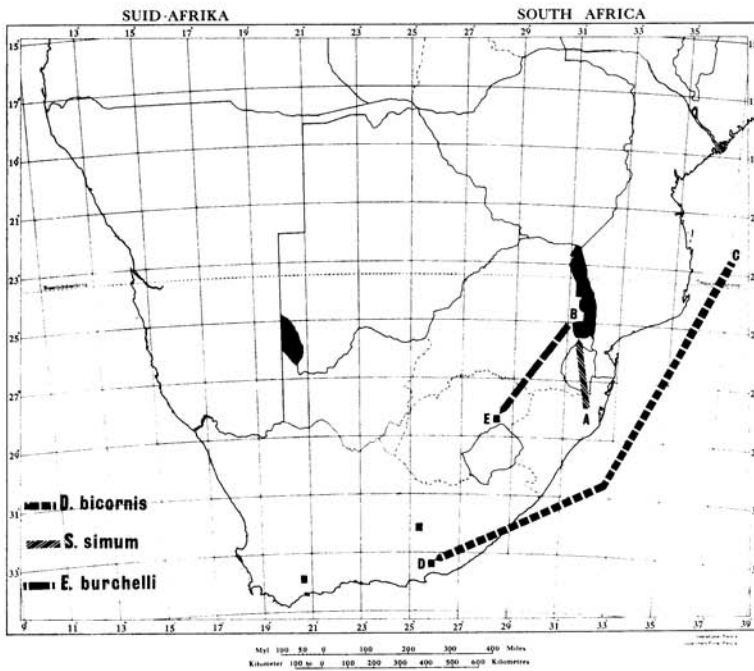 SUID-AFRIKA SOUTH AFRICA
13 15 17 19 21 23 25 27 29 31 33 35
15
17
19
21
C
23
B
25
27
E A
29
D. bicornis
31
S. simum
D
33
E. burchelli
9 11 13 15 17 19 21 23 25 27 29 31 33 35 37 39
Myl 100 50 0 100 200 300 400 Miles
Kilometer 100 50 0 100 200 300 400 500 600 Kilometres